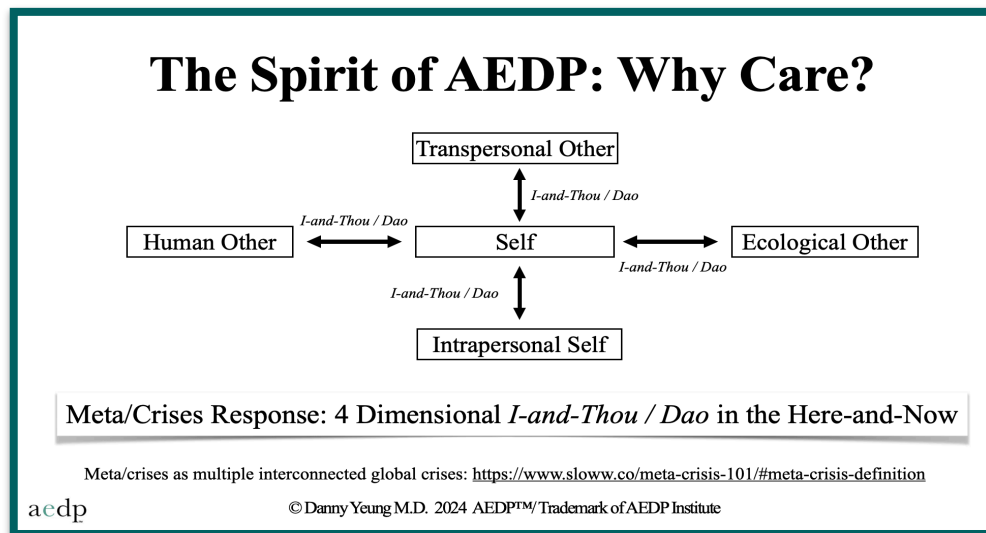 The Spirit of AEDP: Why Care?
Transpersonal Other
I-and-Thou / Dao
I-and-Thou / Dao
Human Other
Self
Ecological Other
I-and-Thou / Dao
I-and-Thou / Dao
Intrapersonal Self
Meta/Crises Response: 4 Dimensional I-and-Thou / Dao in the Here-and-Now
Meta/crises as multiple interconnected global crises: https://www.sloww.co/meta-crisis-101/#meta-crisis-definition
aedp
© Danny Yeung M.D. 2024 AEDP™/ Trademark of AEDP Institute